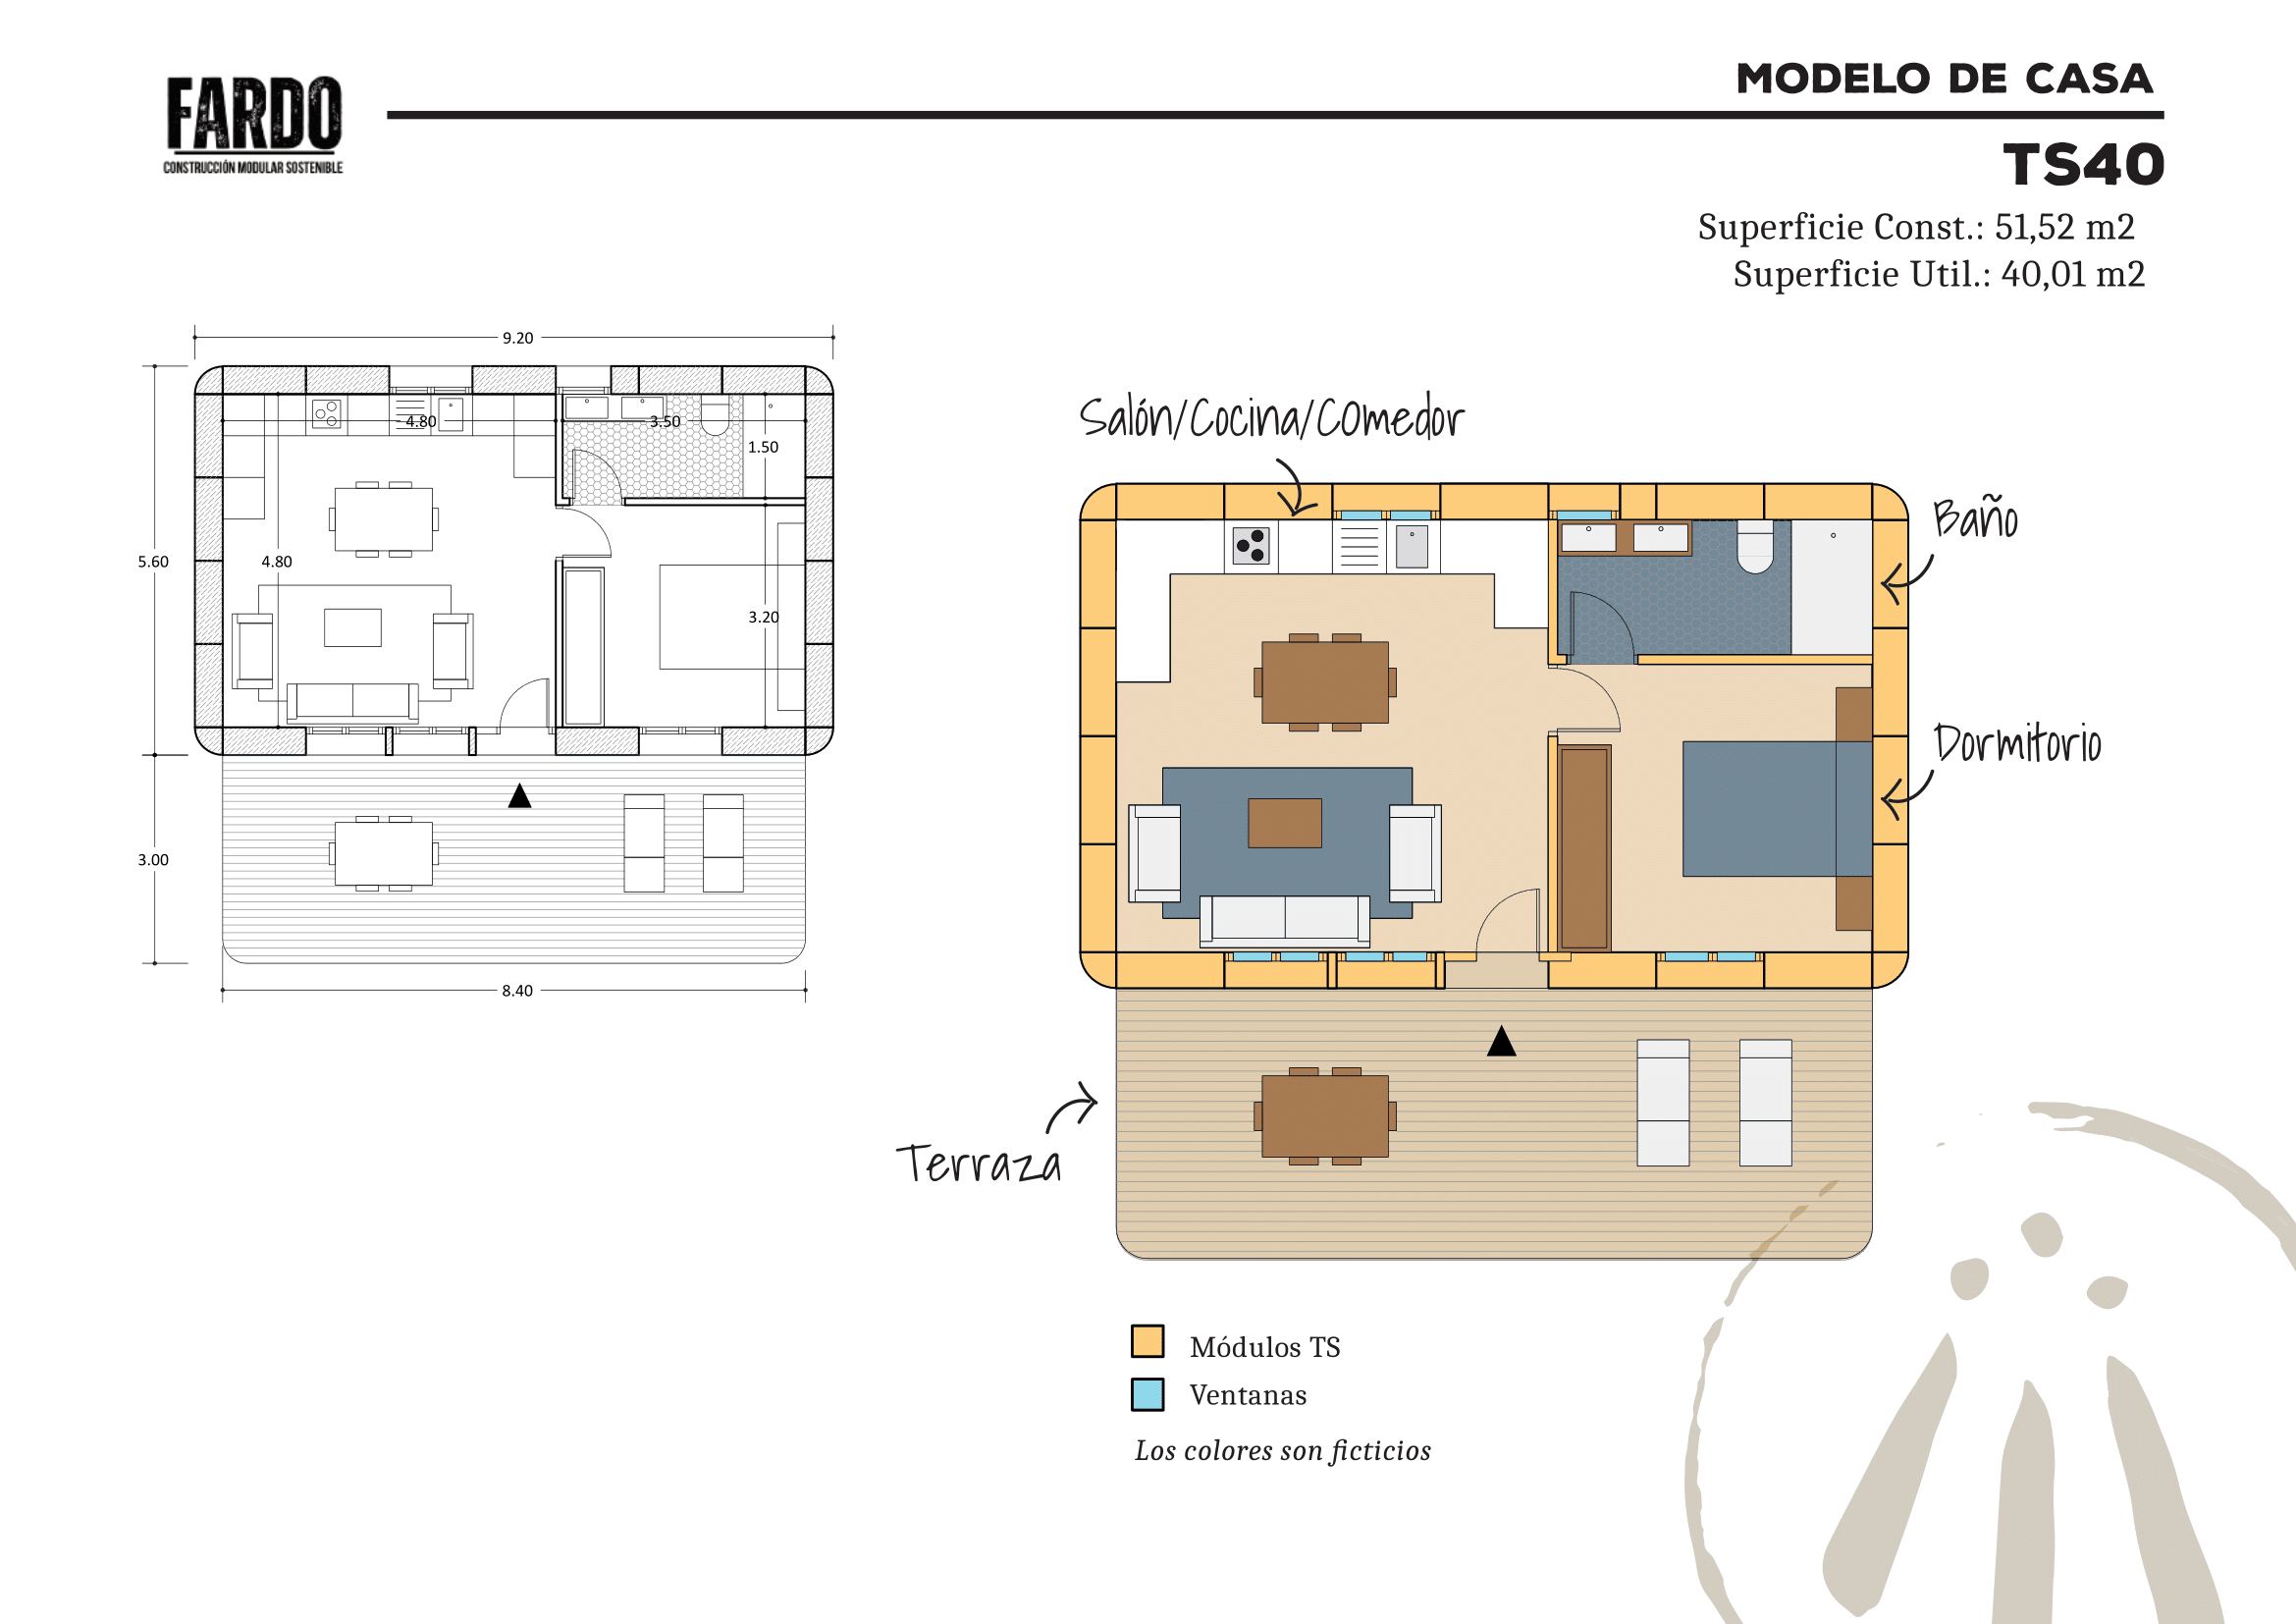 FARDO
CONSTRUCCIÓN MODULAR SOSTENIBLE
MODELO DE CASA
TS40
Superficie Const.: 51,52 m2
Superficie Util.: 40,01 m2
9.20
4.80
3.50
1.50
5.60
4.80
3.20
3.00
8.40
Salón/Cocina/COmedor
Baño
Dormitorio
Terraza
Módulos TS
Ventanas
Los colores son ficticios